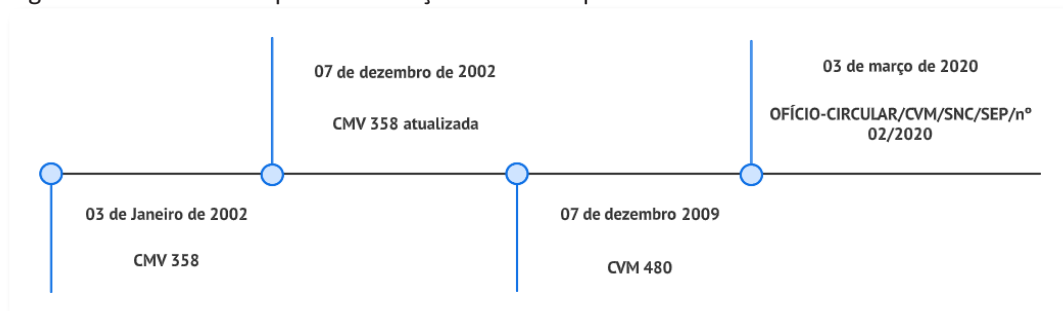 07 de dezembro de 2002
CMV 358 atualizada
03 de março de 2020
OFÍCIO-CIRCULAR/CVM/SNC/SEP/nº
02/2020
03 de Janeiro de 2002
CMV 358
07 de dezembro 2009
CVM 480